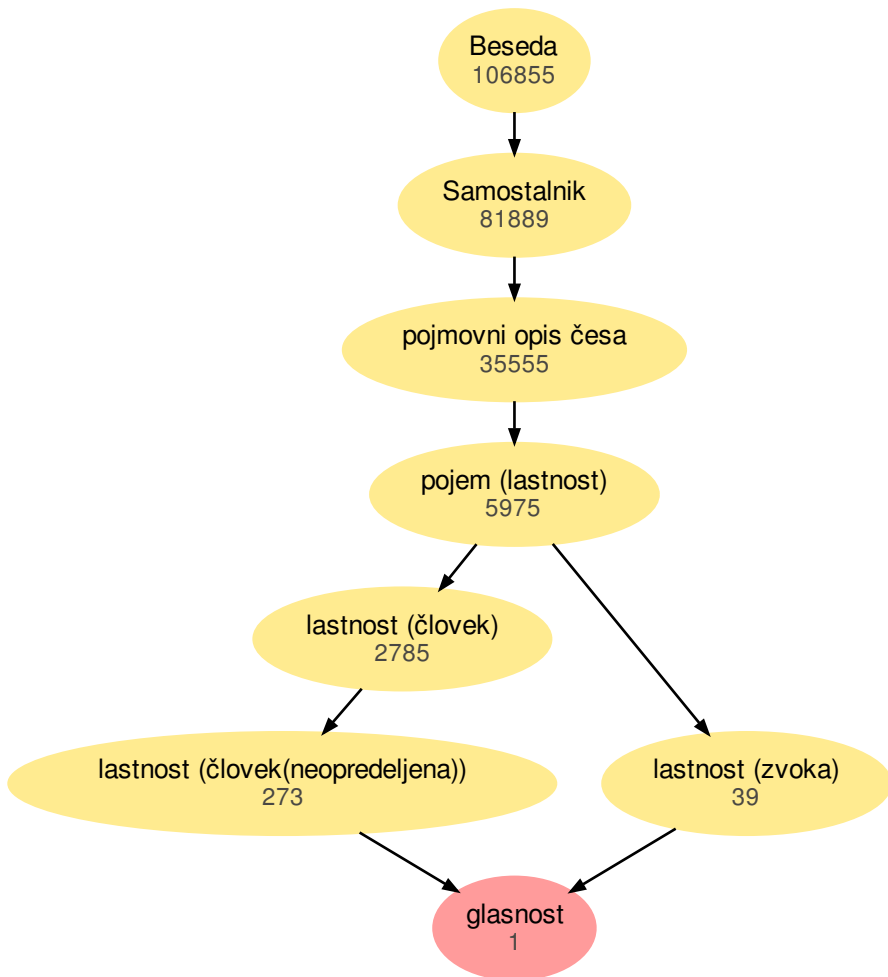 Beseda
106855
Samostalnik
81889
pojmovni opis česa
35555
pojem (lastnost)
5975
lastnost (človek)
2785
lastnost (človek(neopredeljena))
273
lastnost (zvoka)
39
glasnost
1